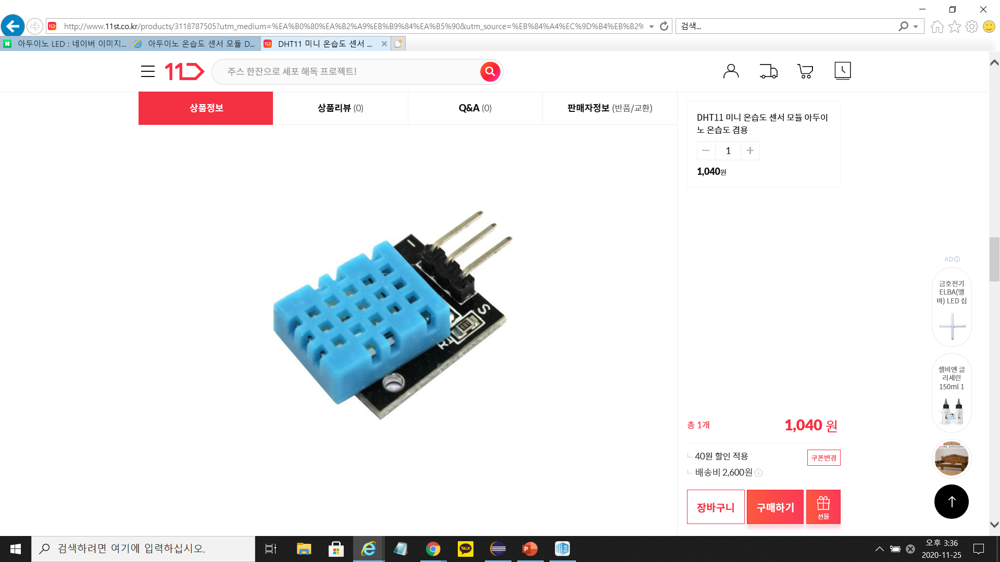 http://www.11st.co.kr/products/3118787505?utm_medium=%EA%B0%80%EA%B2%A9%EB%B9%84%EA%B5%90&utm_source=%EB%84%A4%EC%9D%B4%EB%B2%
검색...
아두이노 LED : 네이버 이미지...
아두이노 온습도 센서 모듈 D...
DHT11 미니 온습도 센서 ...
11
주스 한잔으로 세포 해독 프로젝트!
상품정보
상품리뷰 (0)
Q&A (0)
판매자정보 (반품/교환)
DHT11 미니 온습도 센서 모듈 아두이
노 온습도 겸용
1
1,040원
S
R1
E01
AD
금호전기
ELBA(엘
바) LED 십
셀비엔 글
리세린
150ml 1
총 1개
1,040 원
40원 할인 적용
쿠폰변경
배송비 2,600원
장바구니
구매하기
선물
검색하려면 여기에 입력하십시오.
TALK
오후 3:36
2020-11-25